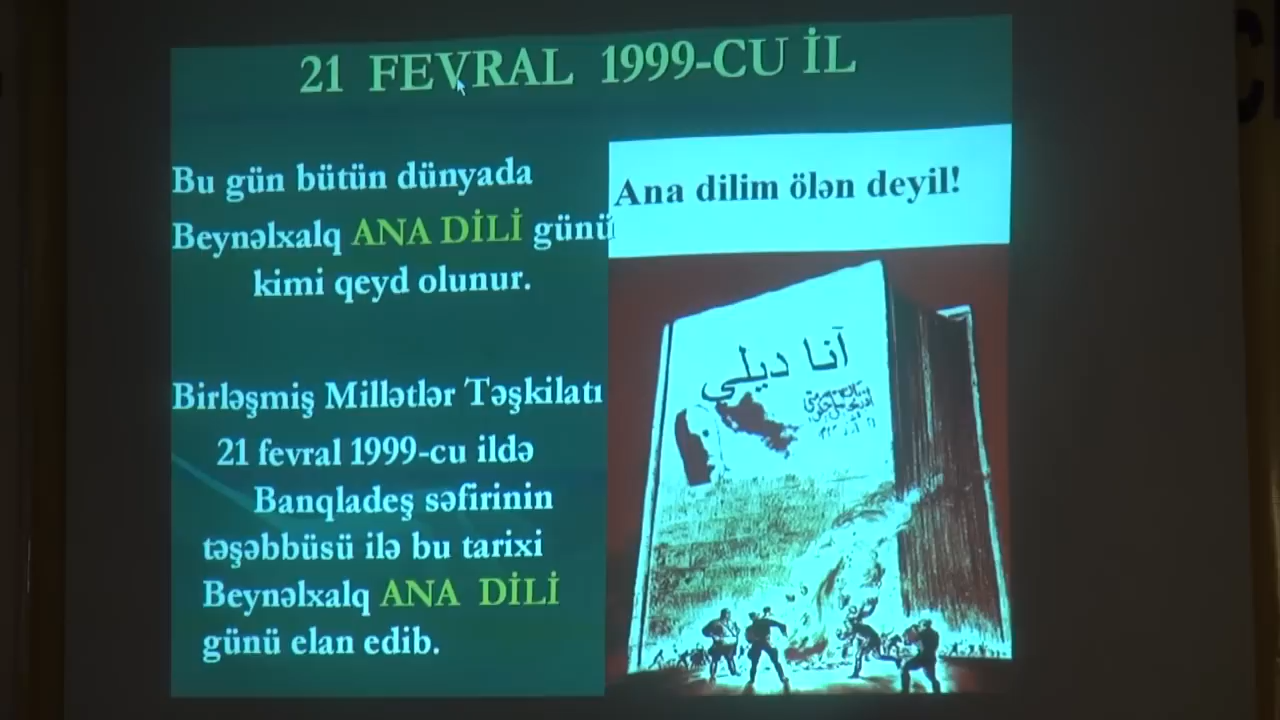 21 FEVRAL 1999-CU İL
Bu gün bütün dünyada
Beynəlxalq ANA DİLİ günü
kimi qeyd olunur.
Birləşmiş Millətlər Təşkilatı
21 fevral 1999-cu ildə
Banqladeş səfirinin
təşəbbüsü ilə bu tarixi
Beynəlxalq ANA DİLİ
günü elan edib.
Ana dilim ölən deyil!
آنا دیلی